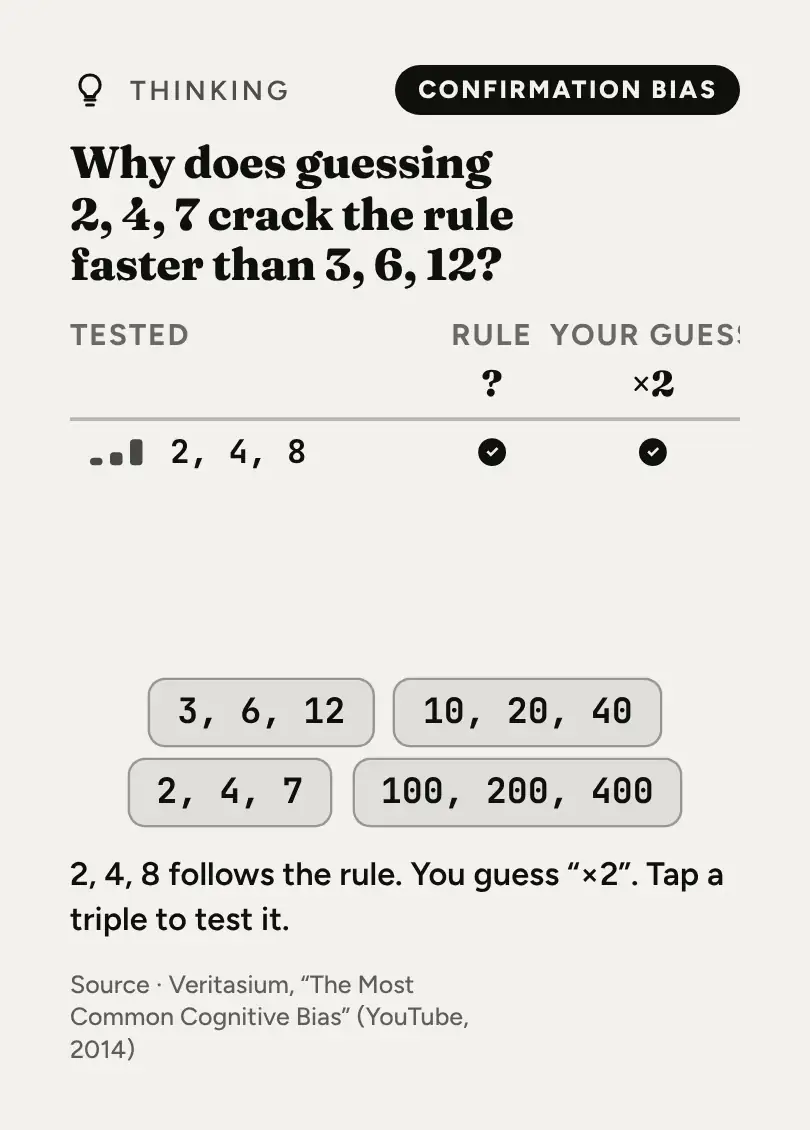 THINKING
CONFIRMATION BIAS
Why does guessing
2, 4, 7 crack the rule
faster than 3, 6, 12?
TESTED RULE YOUR GUESS
? ×2
2, 4, 8
3, 6, 12 10, 20, 40
2, 4, 7 100, 200, 400
2, 4, 8 follows the rule. You guess “×2”. Tap a
triple to test it.
Source · Veritasium, “The Most
Common Cognitive Bias” (YouTube,
2014)